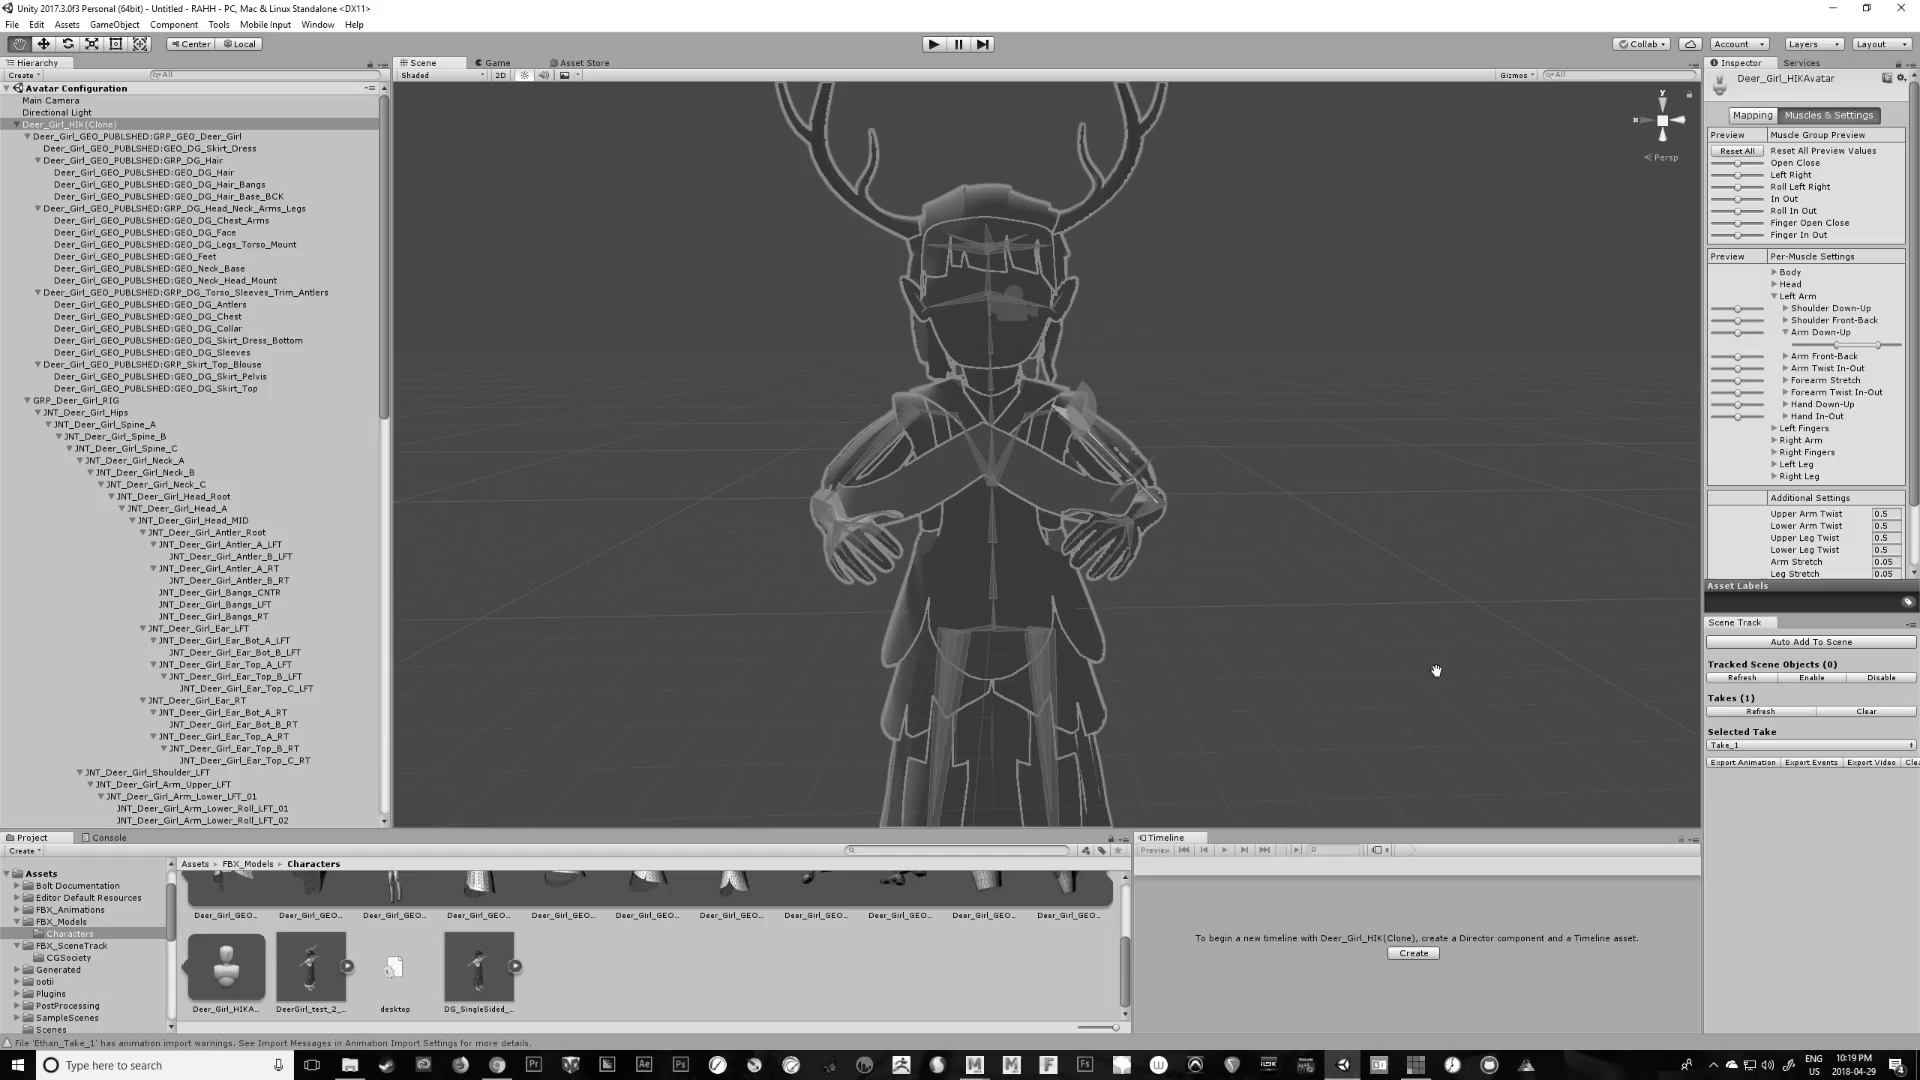 Unity 2017.3.0f3 Personal (64bit) - Untitled - RAHH - PC, Mac & Linux Standalone <DX11>
File Edit Assets GameObject Component Tools Mobile Input Window Help
Center Local Collab Account Layers Layout
Hierarchy
Create All
Avatar Configuration
Main Camera
Directional Light
Deer_Girl_HIK(Clone)
Deer_Girl_GEO_PUBLSHED:GRP_GEO_Deer_Girl
Deer_Girl_GEO_PUBLSHED:GEO_DG_Skirt_Dress
Deer_Girl_GEO_PUBLSHED:GRP_DG_Hair
Deer_Girl_GEO_PUBLSHED:GEO_DG_Hair
Deer_Girl_GEO_PUBLSHED:GEO_DG_Hair_Bangs
Deer_Girl_GEO_PUBLSHED:GEO_DG_Hair_Base_BCK
Deer_Girl_GEO_PUBLSHED:GRP_DG_Head_Neck_Arms_Legs
Deer_Girl_GEO_PUBLSHED:GEO_DG_Chest_Arms
Deer_Girl_GEO_PUBLSHED:GEO_DG_Face
Deer_Girl_GEO_PUBLSHED:GEO_DG_Legs_Torso_Mount
Deer_Girl_GEO_PUBLSHED:GEO_Feet
Deer_Girl_GEO_PUBLSHED:GEO_Neck_Base
Deer_Girl_GEO_PUBLSHED:GEO_Neck_Head_Mount
Deer_Girl_GEO_PUBLSHED:GRP_DG_Torso_Sleeves_Trim_Antlers
Deer_Girl_GEO_PUBLSHED:GEO_DG_Antlers
Deer_Girl_GEO_PUBLSHED:GEO_DG_Chest
Deer_Girl_GEO_PUBLSHED:GEO_DG_Collar
Deer_Girl_GEO_PUBLSHED:GEO_DG_Skirt_Dress_Bottom
Deer_Girl_GEO_PUBLSHED:GEO_DG_Sleeves
Deer_Girl_GEO_PUBLSHED:GRP_Skirt_Top_Blouse
Deer_Girl_GEO_PUBLSHED:GEO_DG_Skirt_Pelvis
Deer_Girl_GEO_PUBLSHED:GEO_DG_Skirt_Top
GRP_Deer_Girl_RIG
JNT_Deer_Girl_Hips
JNT_Deer_Girl_Spine_A
JNT_Deer_Girl_Spine_B
JNT_Deer_Girl_Spine_C
JNT_Deer_Girl_Neck_A
JNT_Deer_Girl_Neck_B
JNT_Deer_Girl_Neck_C
JNT_Deer_Girl_Head_Root
JNT_Deer_Girl_Head_A
JNT_Deer_Girl_Head_MID
JNT_Deer_Girl_Antler_Root
JNT_Deer_Girl_Antler_A_LFT
JNT_Deer_Girl_Antler_B_LFT
JNT_Deer_Girl_Antler_A_RT
JNT_Deer_Girl_Antler_B_RT
JNT_Deer_Girl_Bangs_CNTR
JNT_Deer_Girl_Bangs_LFT
JNT_Deer_Girl_Bangs_RT
JNT_Deer_Girl_Ear_LFT
JNT_Deer_Girl_Ear_Bot_A_LFT
JNT_Deer_Girl_Ear_Bot_B_LFT
JNT_Deer_Girl_Ear_Top_A_LFT
JNT_Deer_Girl_Ear_Top_B_LFT
JNT_Deer_Girl_Ear_Top_C_LFT
JNT_Deer_Girl_Ear_RT
JNT_Deer_Girl_Ear_Bot_A_RT
JNT_Deer_Girl_Ear_Bot_B_RT
JNT_Deer_Girl_Ear_Top_A_RT
JNT_Deer_Girl_Ear_Top_B_RT
JNT_Deer_Girl_Ear_Top_C_RT
JNT_Deer_Girl_Shoulder_LFT
JNT_Deer_Girl_Arm_Upper_LFT
JNT_Deer_Girl_Arm_Lower_LFT_01
JNT_Deer_Girl_Arm_Lower_Roll_LFT_01
JNT_Deer_Girl_Arm_Lower_Roll_LFT_02
Scene Game Asset Store
Shaded 2D Gizmos All
y
x
Persp
Inspector Services
Deer_Girl_HIKAvatar
Mapping Muscles & Settings
Preview Muscle Group Preview
Reset All Reset All Preview Values
Open Close
Left Right
Roll Left Right
In Out
Roll In Out
Finger Open Close
Finger In Out
Preview Per-Muscle Settings
Body
Head
Left Arm
Shoulder Down-Up
Shoulder Front-Back
Arm Down-Up
Arm Front-Back
Arm Twist In-Out
Forearm Stretch
Forearm Twist In-Out
Hand Down-Up
Hand In-Out
Left Fingers
Right Arm
Right Fingers
Left Leg
Right Leg
Additional Settings
Upper Arm Twist 0.5
Lower Arm Twist 0.5
Upper Leg Twist 0.5
Lower Leg Twist 0.5
Arm Stretch 0.05
Leg Stretch 0.05
Asset Labels
Scene Track
Auto Add To Scene
Tracked Scene Objects (0)
Refresh Enable Disable
Takes (1)
Refresh Clear
Selected Take
Take_1
Export Animation Export Events Export Video Clea
Project Console
Create
Assets
Bolt Documentation
Editor Default Resources
FBX_Animations
FBX_Models
Characters
FBX_SceneTrack
CGSociety
Generated
ootii
Plugins
PostProcessing
SampleScenes
Scenes
Assets FBX_Models Characters
Deer_Girl_GEO... Deer_Girl_GEO... Deer_Girl_GEO... Deer_Girl_GEO... Deer_Girl_GEO... Deer_Girl_GEO... Deer_Girl_GEO... Deer_Girl_GEO... Deer_Girl_GEO... Deer_Girl_GEO... Deer_Girl_GEO...
Deer_Girl_HIKA... DeerGirl_test_2_... desktop DG_SingleSided_...
Timeline
Preview 0
To begin a new timeline with Deer_Girl_HIK(Clone), create a Director component and a Timeline asset.
Create
File 'Ethan_Take_1' has animation import warnings. See Import Messages in Animation Import Settings for more details.
Type here to search
Pr Ae Ps M M F Fs
ENG US
10:19 PM
2018-04-29